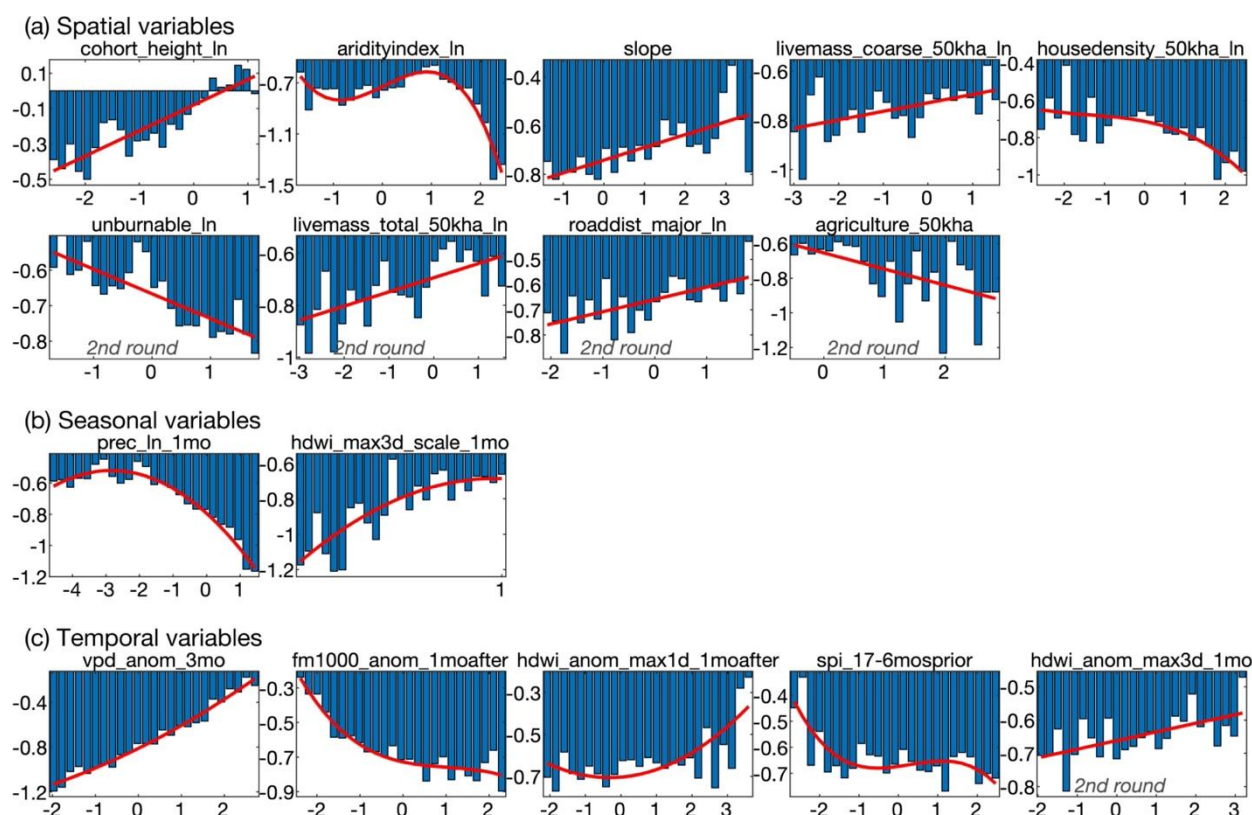 (a) Spatial variables
cohort_height_ln aridityindex_ln slope livemass_coarse_50kha_ln housedensity_50kha_ln
0.1
-0.1
-0.3
-0.5
-2 -1 0 1
-0.7
-1.1
-1.5
-1 0 1 2
-0.4
-0.6
-0.8
-1 0 1 2 3
-0.6
-0.8
-1
-3 -2 -1 0 1
-0.4
-0.6
-0.8
-1
-2 -1 0 1 2
unburnable_ln livemass_total_50kha_ln roaddist_major_ln agriculture_50kha
-0.6
-0.7
-0.8
2nd round
-1 0 1
-0.6
-0.8
-1
2nd round
-3 -2 -1 0 1
-0.5
-0.6
-0.7
-0.8
2nd round
-2 -1 0 1
-0.6
-0.8
-1
-1.2
2nd round
0 1 2
(b) Seasonal variables
prec_ln_1mo hdwi_max3d_scale_1mo
-0.6
-0.8
-1
-1.2
-4 -3 -2 -1 0 1
-0.6
-0.8
-1
-1.2
1
(c) Temporal variables
vpd_anom_3mo fm1000_anom_1moafter hdwi_anom_max1d_1moafter spi_17-6mosprior hdwi_anom_max3d_1mo
-0.4
-0.8
-1.2
-2 -1 0 1 2
-0.3
-0.5
-0.7
-0.9
-2 -1 0 1 2
-0.3
-0.5
-0.7
-2 -1 0 1 2 3
-0.4
-0.5
-0.6
-0.7
-2 -1 0 1 2
-0.5
-0.6
-0.7
-0.8
2nd round
-2 -1 0 1 2 3